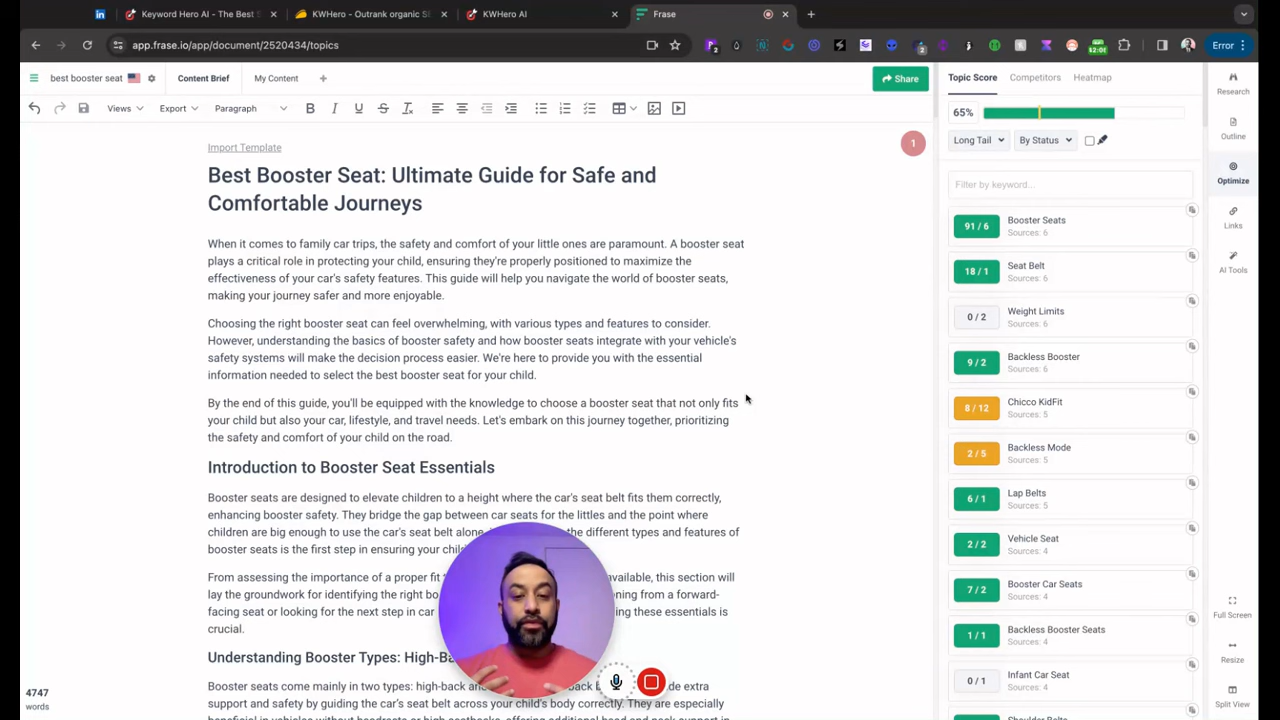 Keyword Hero AI - The Best S
KWHero - Outrank organic SE
KWHero AI
Frase
app.frase.io/app/document/2520434/topics
12:01
Error
best booster seat
Content Brief
My Content
Share
Views
Export
Paragraph
Import Template
1
Best Booster Seat: Ultimate Guide for Safe and
Comfortable Journeys
When it comes to family car trips, the safety and comfort of your little ones are paramount. A booster seat
plays a critical role in protecting your child, ensuring they're properly positioned to maximize the
effectiveness of your car's safety features. This guide will help you navigate the world of booster seats,
making your journey safer and more enjoyable.
Choosing the right booster seat can feel overwhelming, with various types and features to consider.
However, understanding the basics of booster safety and how booster seats integrate with your vehicle's
safety systems will make the decision process easier. We're here to provide you with the essential
information needed to select the best booster seat for your child.
By the end of this guide, you'll be equipped with the knowledge to choose a booster seat that not only fits
your child but also your car, lifestyle, and travel needs. Let's embark on this journey together, prioritizing
the safety and comfort of your child on the road.
Introduction to Booster Seat Essentials
Booster seats are designed to elevate children to a height where the car's seat belt fits them correctly,
enhancing booster safety. They bridge the gap between car seats for the littles and the point where
children are big enough to use the car's seat belt alone. the different types and features of
booster seats is the first step in ensuring your
From assessing the importance of a proper fit available, this section will
lay the groundwork for identifying the right from a forward-
facing seat or looking for the next step in car these essentials is
crucial.
Understanding Booster Types: High-
Booster seats come mainly in two types: high-back extra
support and safety by guiding the car's seat belt across your child's body correctly. They are especially
4747
words
Topic Score
Competitors
Heatmap
65%
Long Tail
By Status
Filter by keyword...
91 / 6
Booster Seats
Sources: 6
18 / 1
Seat Belt
Sources: 6
0 / 2
Weight Limits
Sources: 6
9 / 2
Backless Booster
Sources: 6
8 / 12
Chicco KidFit
Sources: 5
2 / 5
Backless Mode
Sources: 5
6 / 1
Lap Belts
Sources: 5
2 / 2
Vehicle Seat
Sources: 4
7 / 2
Booster Car Seats
Sources: 4
1 / 1
Backless Booster Seats
Sources: 4
0 / 1
Infant Car Seat
Sources: 4
Shoulder Belts
Research
Outline
Optimize
Links
AI Tools
Full Screen
Resize
Split View